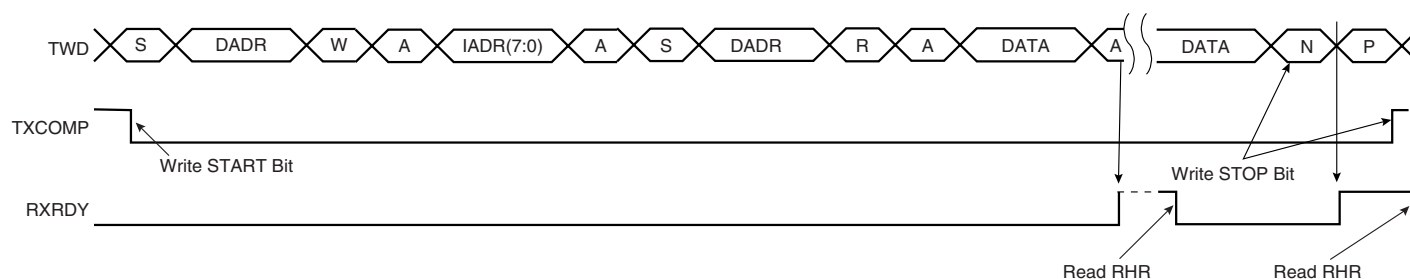 TWD S DADR W A IADR(7:0) A S DADR R A DATA A DATA N P
TXCOMP
Write START Bit
Write STOP Bit
RXRDY
Read RHR
Read RHR